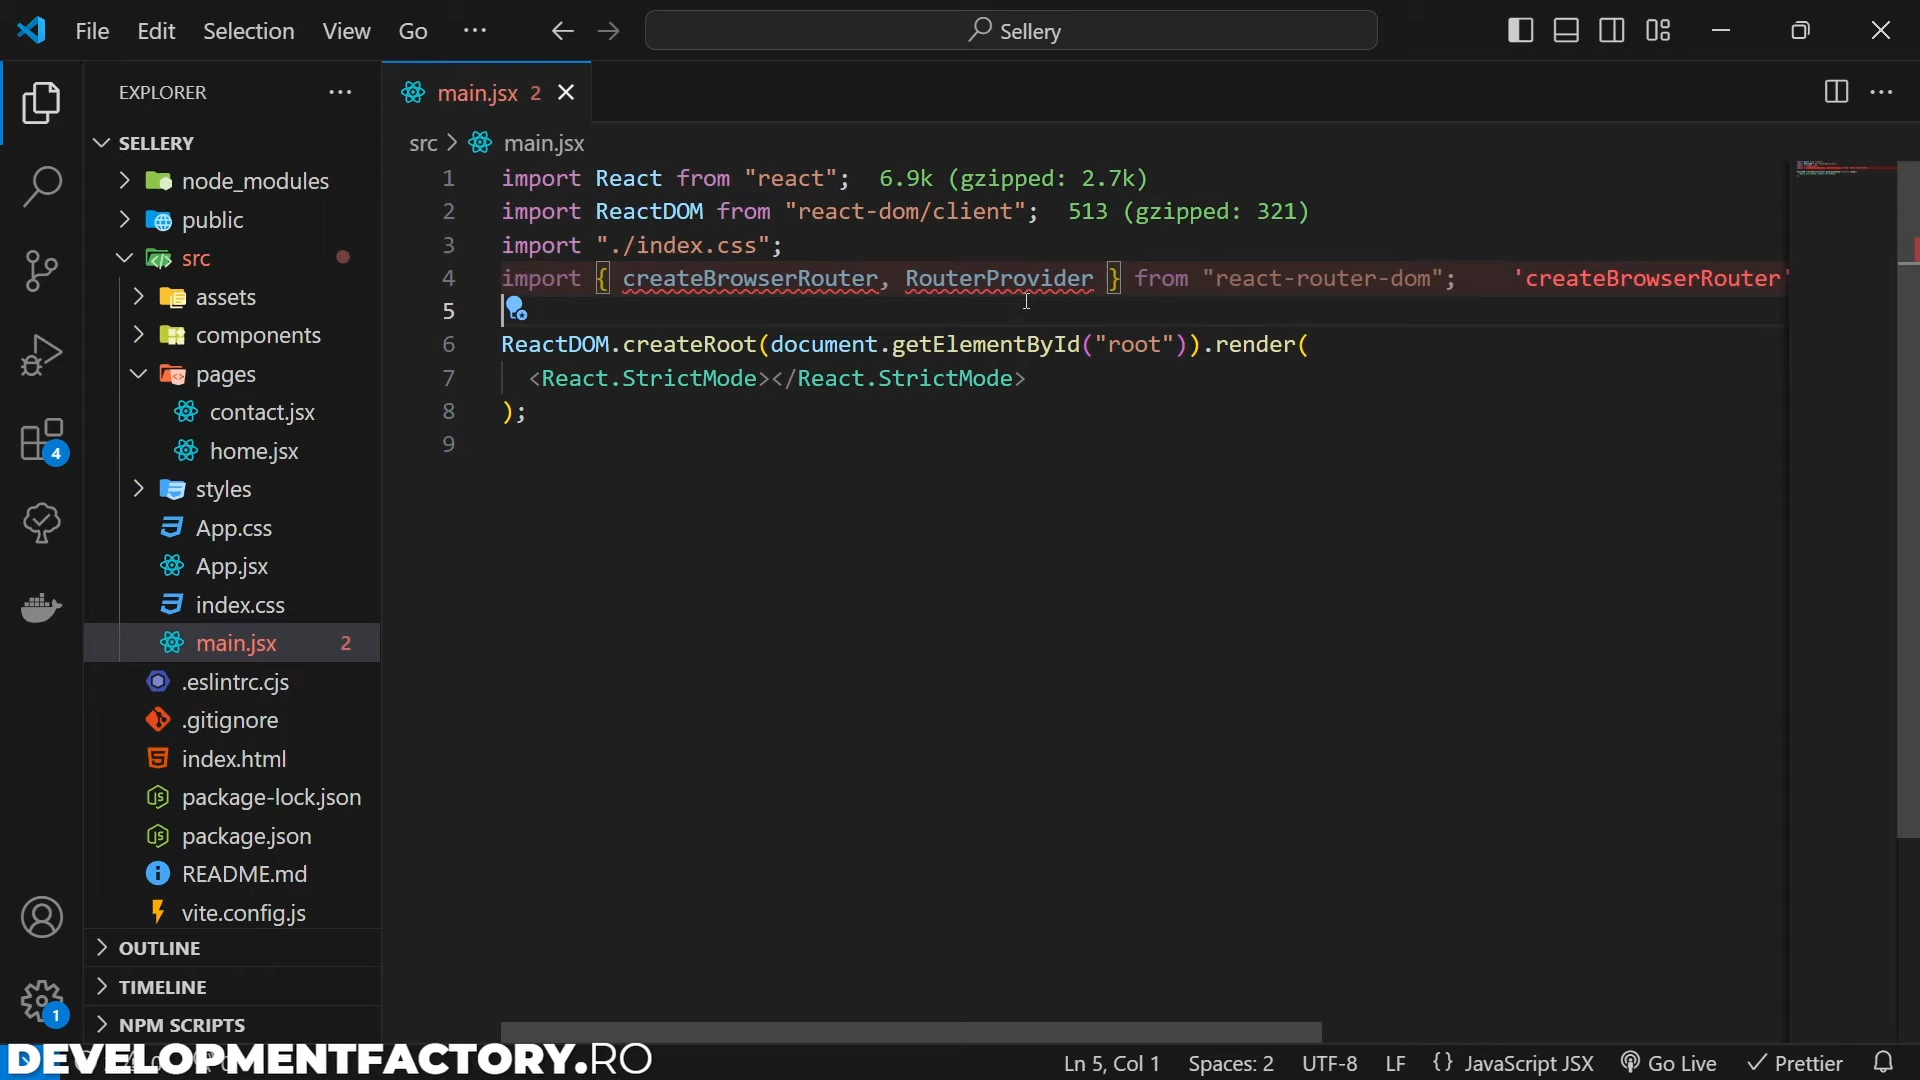 File Edit Selection View Go ··· Sellery
EXPLORER ···
SELLERY
node_modules
public
src
assets
components
pages
contact.jsx
home.jsx
styles
App.css
App.jsx
index.css
main.jsx 2
.eslintrc.cjs
.gitignore
index.html
package-lock.json
package.json
README.md
vite.config.js
OUTLINE
TIMELINE
NPM SCRIPTS
4
1
main.jsx 2
src > main.jsx
1 import React from "react"; 6.9k (gzipped: 2.7k)
2 import ReactDOM from "react-dom/client"; 513 (gzipped: 321)
3 import "./index.css";
4 import { createBrowserRouter, RouterProvider } from "react-router-dom"; 'createBrowserRouter'
5
6 ReactDOM.createRoot(document.getElementById("root")).render(
7 <React.StrictMode></React.StrictMode>
8 );
9
DEVELOPMENTFACTORY.RO
Ln 5, Col 1 Spaces: 2 UTF-8 LF {} JavaScript JSX Go Live Prettier